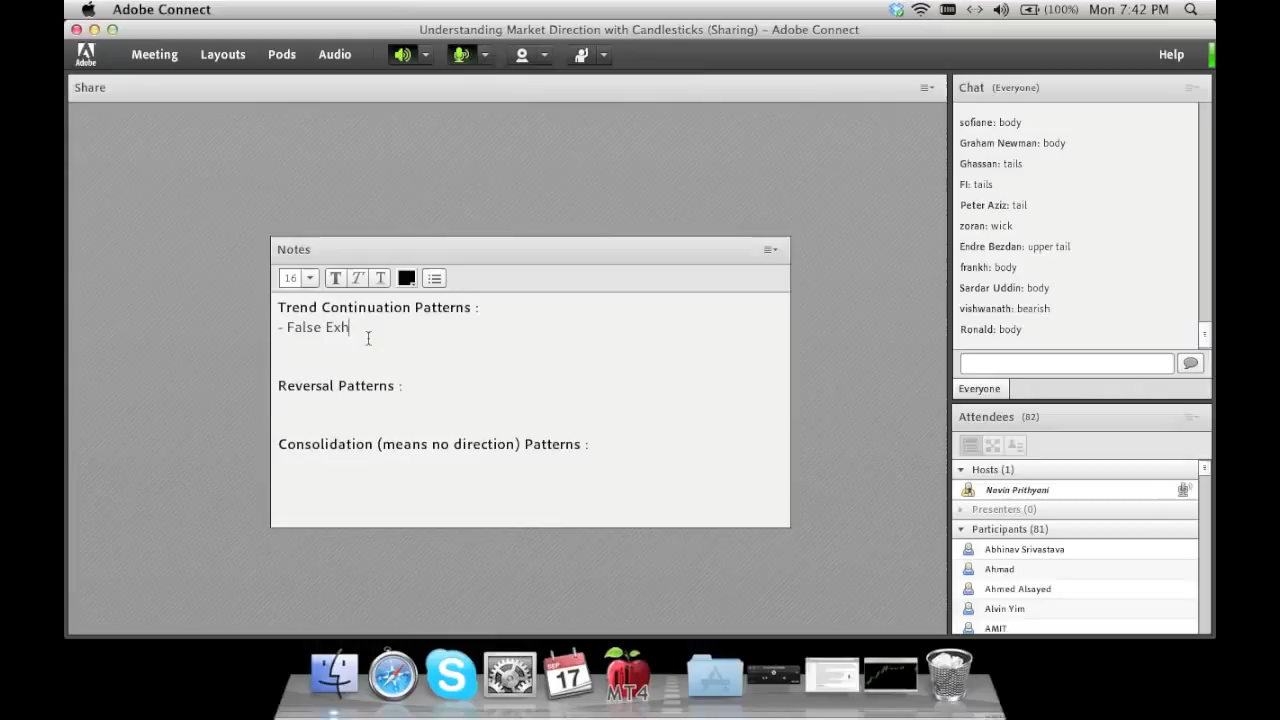 Adobe Connect
(100%)
Mon 7:42 PM
Understanding Market Direction with Candlesticks (Sharing) – Adobe Connect
Adobe
Meeting
Layouts
Pods
Audio
Help
Share
Notes
16
T T T
Trend Continuation Patterns :
- False Exh
Reversal Patterns :
Consolidation (means no direction) Patterns :
Chat (Everyone)
sofiane: body
Graham Newman: body
Ghassan: tails
FI: tails
Peter Aziz: tail
zoran: wick
Endre Bezdan: upper tail
frankh: body
Sardar Uddin: body
vishwanath: bearish
Ronald: body
Everyone
Attendees (82)
Hosts (1)
Nevin Prithyani
Presenters (0)
Participants (81)
Abhinav Srivastava
Ahmad
Ahmed Alsayed
Alvin Yim
AMIT
SEP
17
MT4